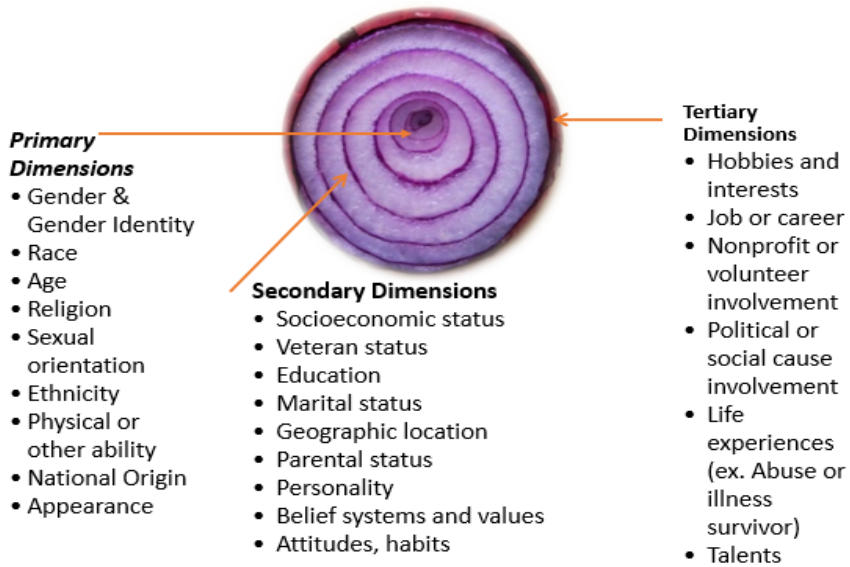 Primary
Dimensions
• Gender &
Gender Identity
• Race
• Age
• Religion
• Sexual
orientation
• Ethnicity
• Physical or
other ability
• National Origin
• Appearance
Secondary Dimensions
• Socioeconomic status
• Veteran status
• Education
• Marital status
• Geographic location
• Parental status
• Personality
• Belief systems and values
• Attitudes, habits
Tertiary
Dimensions
• Hobbies and
interests
• Job or career
• Nonprofit or
volunteer
involvement
• Political or
social cause
involvement
• Life
experiences
(ex. Abuse or
illness
survivor)
• Talents